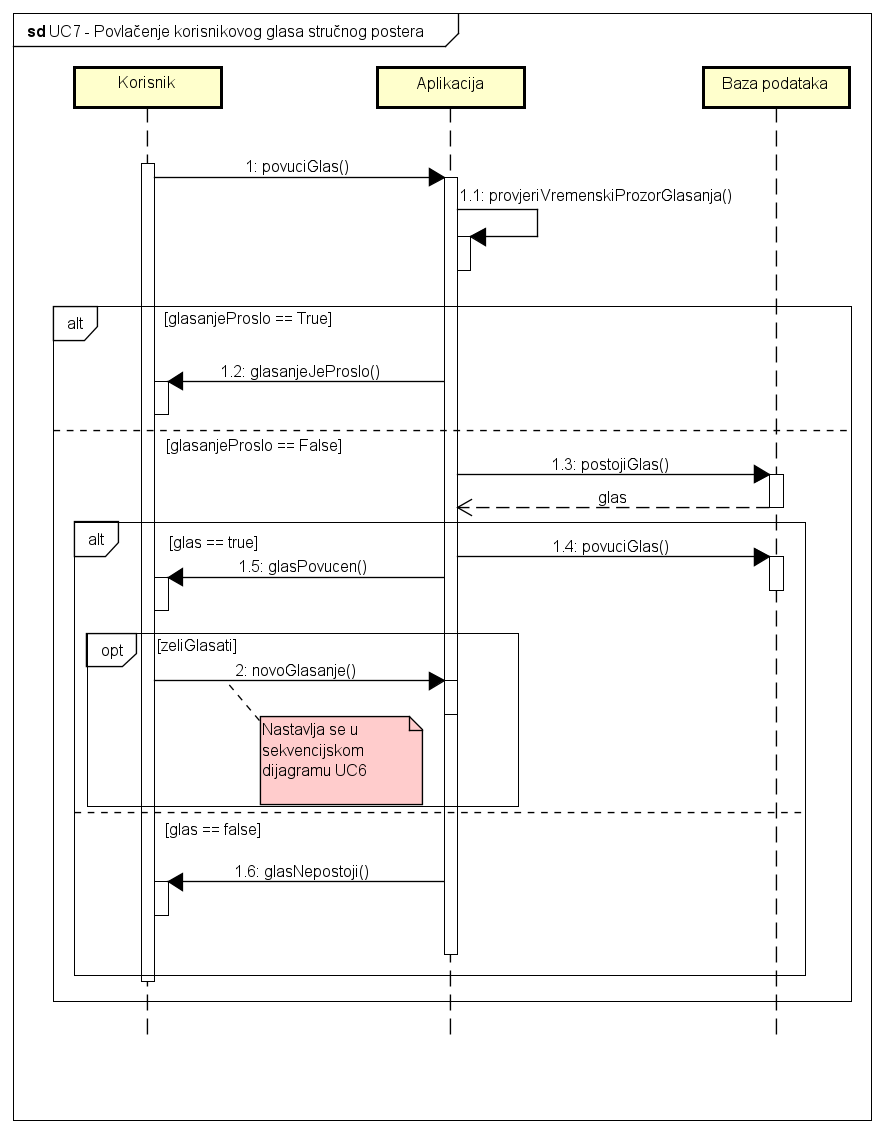 sd UC7 - Povlačenje korisnikovog glasa stručnog postera
Korisnik
Aplikacija
Baza podataka
1: povuciGlas()
1.1: provjeriVremenskiProzorGlasanja()
alt
[glasanjeProslo == True]
1.2: glasanjeJeProslo()
[glasanjeProslo == False]
1.3: postojiGlas()
glas
alt
[glas == true]
1.4: povuciGlas()
1.5: glasPovucen()
opt
[zeliGlasati]
2: novoGlasanje()
Nastavlja se u
sekvencijskom
dijagramu UC6
[glas == false]
1.6: glasNepostoji()